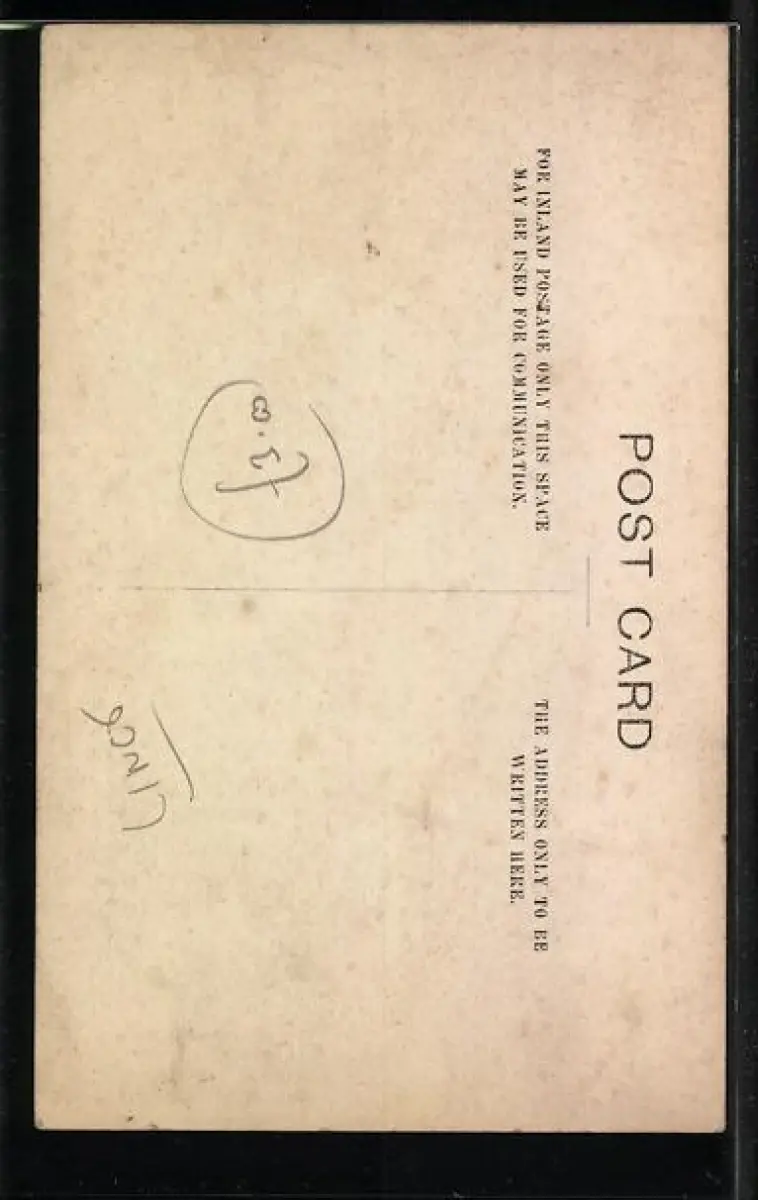 POST CARD
FOR INLAND POSTAGE ONLY THIS SPACE
MAY BE USED FOR COMMUNICATION.
THE ADDRESS ONLY TO BE
WRITTEN HERE.